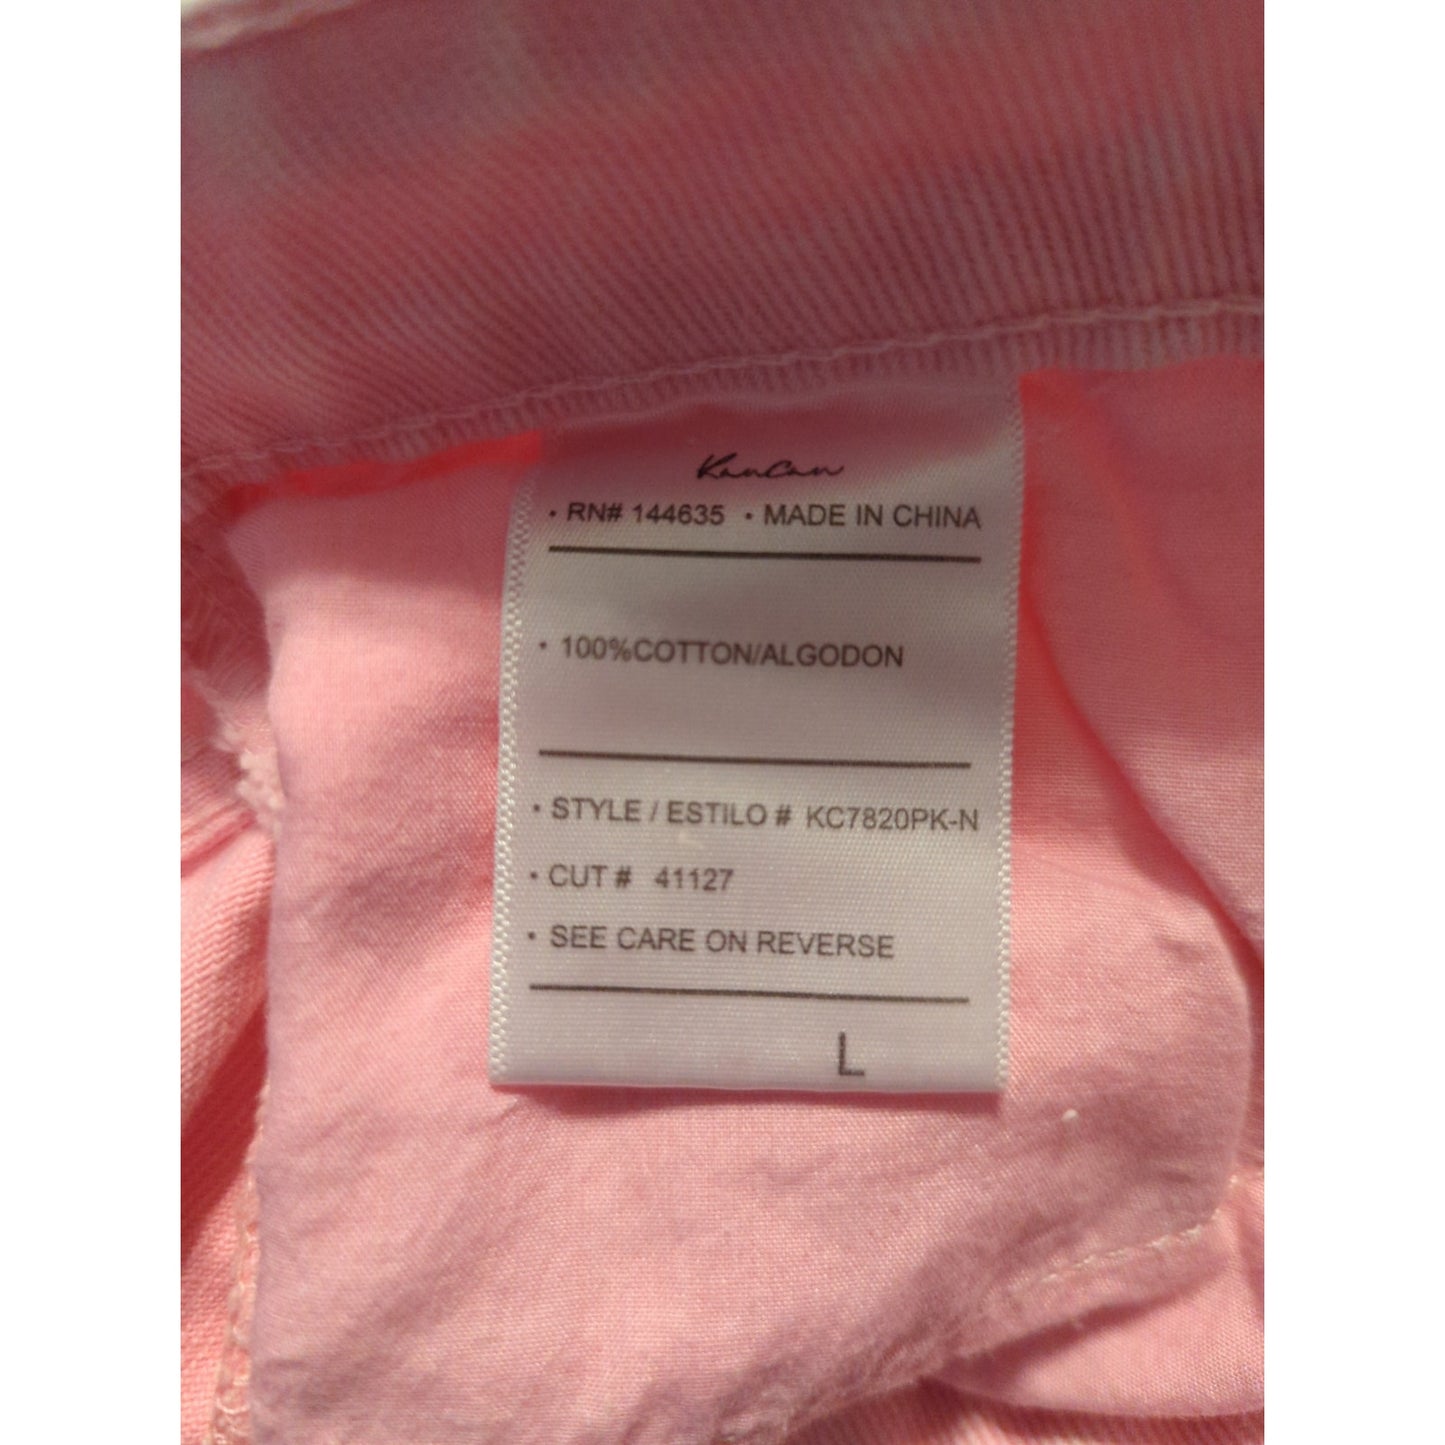 KanCan
· RN# 144635 · MADE IN CHINA
· 100%COTTON/ALGODON
· STYLE / ESTILO # KC7820PK-N
· CUT # 41127
· SEE CARE ON REVERSE
L